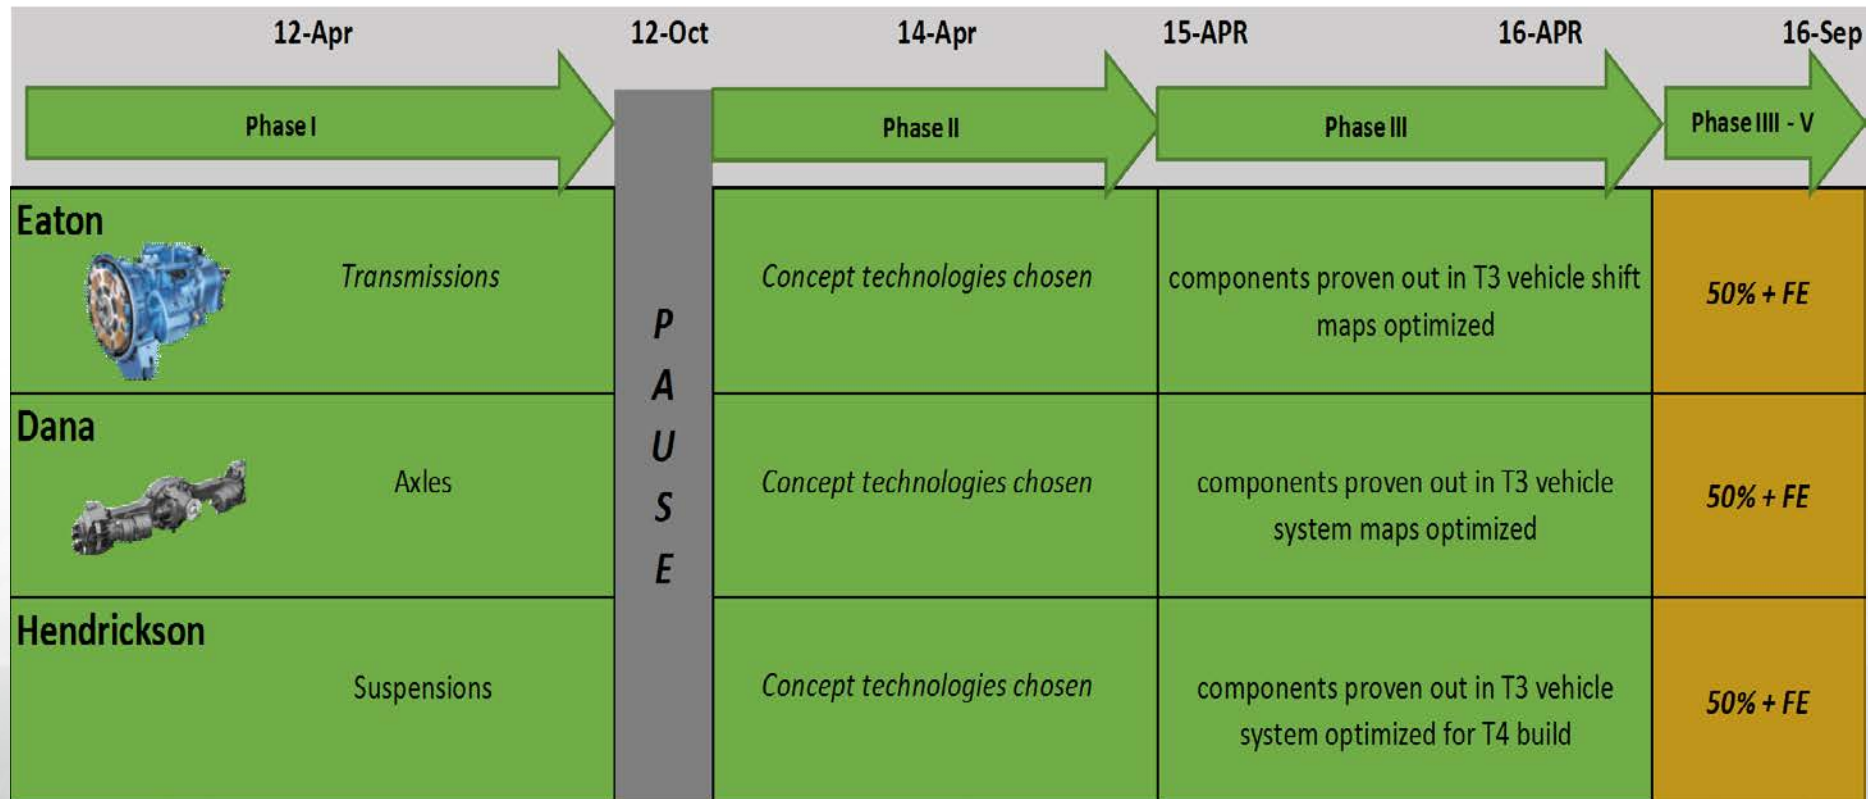 12-Apr 12-Oct 14-Apr 15-APR 16-APR 16-Sep
Phase I Phase II Phase III Phase IIII - V
PAUSE
Eaton
Transmissions
Concept technologies chosen
components proven out in T3 vehicle shift
maps optimized
50% + FE
Dana
Axles
Concept technologies chosen
components proven out in T3 vehicle
system maps optimized
50% + FE
Hendrickson
Suspensions
Concept technologies chosen
components proven out in T3 vehicle
system optimized for T4 build
50% + FE